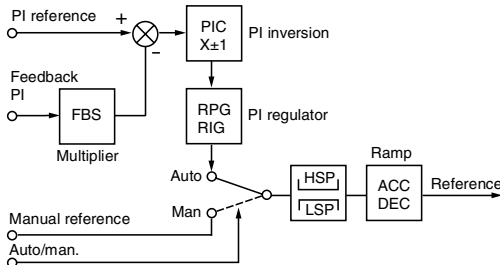 PI reference
+
−
PIC
X±1
PI inversion
Feedback
PI
FBS
Multiplier
RPG
RIG
PI regulator
Auto
Man
Manual reference
Auto/man.
HSP
LSP
Ramp
ACC
DEC
Reference